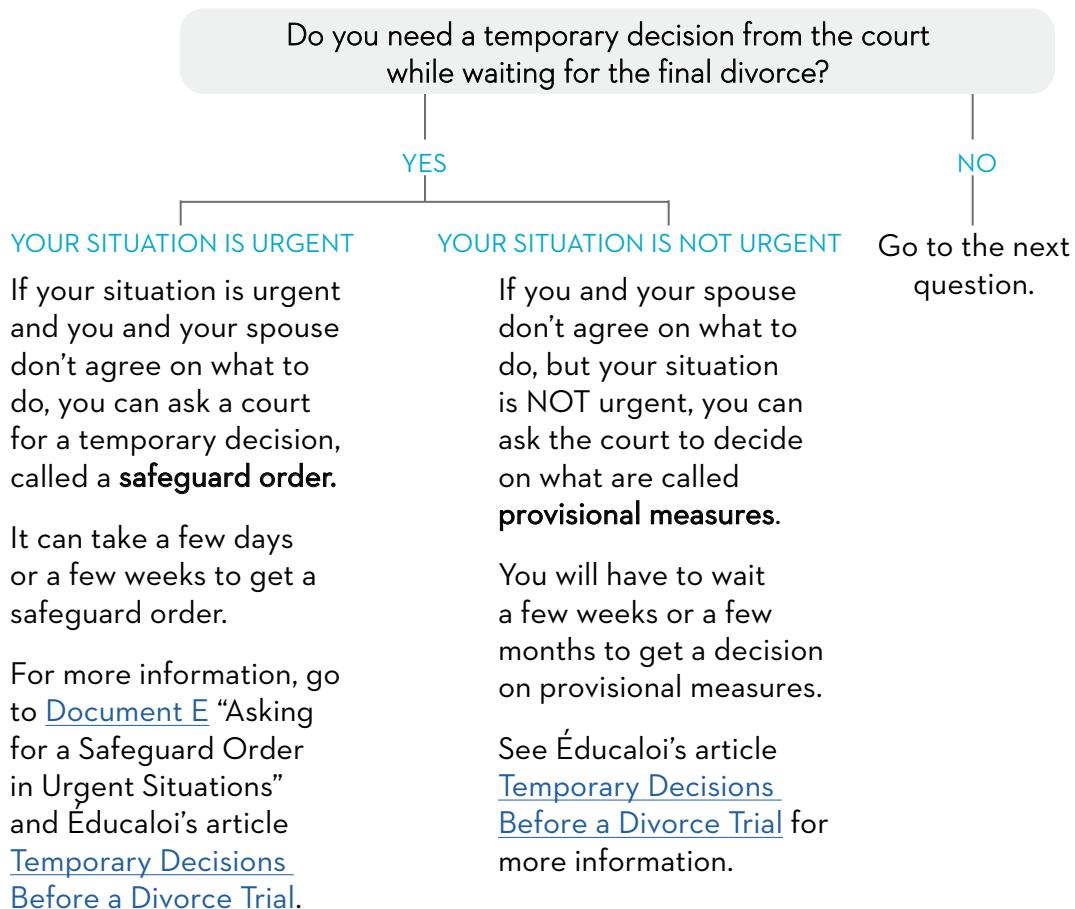 Do you need a temporary decision from the court
while waiting for the final divorce?
YES
NO
YOUR SITUATION IS URGENT
If your situation is urgent
and you and your spouse
don’t agree on what to
do, you can ask a court
for a temporary decision,
called a safeguard order.
It can take a few days
or a few weeks to get a
safeguard order.
For more information, go
to Document E “Asking
for a Safeguard Order
in Urgent Situations”
and Éducaloi’s article
Temporary Decisions
Before a Divorce Trial.
YOUR SITUATION IS NOT URGENT
If you and your spouse
don’t agree on what to
do, but your situation
is NOT urgent, you can
ask the court to decide
on what are called
provisional measures.
You will have to wait
a few weeks or a few
months to get a decision
on provisional measures.
See Éducaloi’s article
Temporary Decisions
Before a Divorce Trial for
more information.
Go to the next
question.